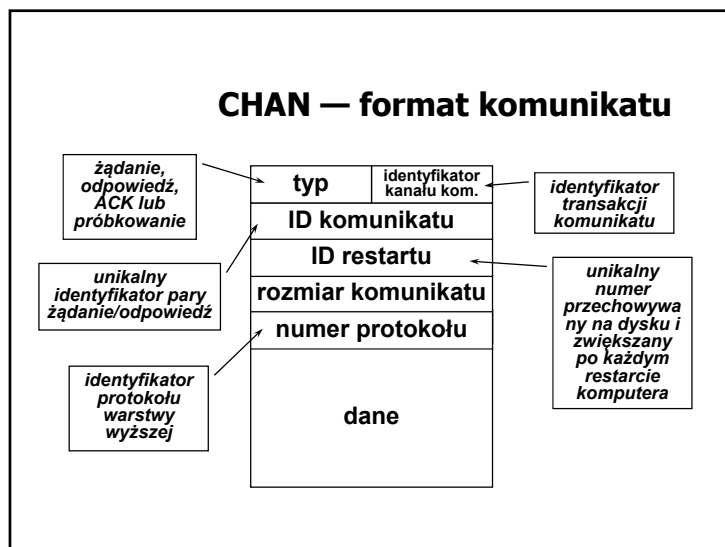 CHAN — format komunikatu
żądanie,
odpowiedź,
ACK lub
próbkowanie
typ
identyfikator
kanału kom.
identyfikator
transakcji
komunikatu
ID komunikatu
unikalny
identyfikator pary
żądanie/odpowiedź
ID restartu
unikalny
numer
przechowywa
ny na dysku i
zwiększany
po każdym
restarcie
komputera
rozmiar komunikatu
numer protokołu
identyfikator
protokołu
warstwy
wyższej
dane